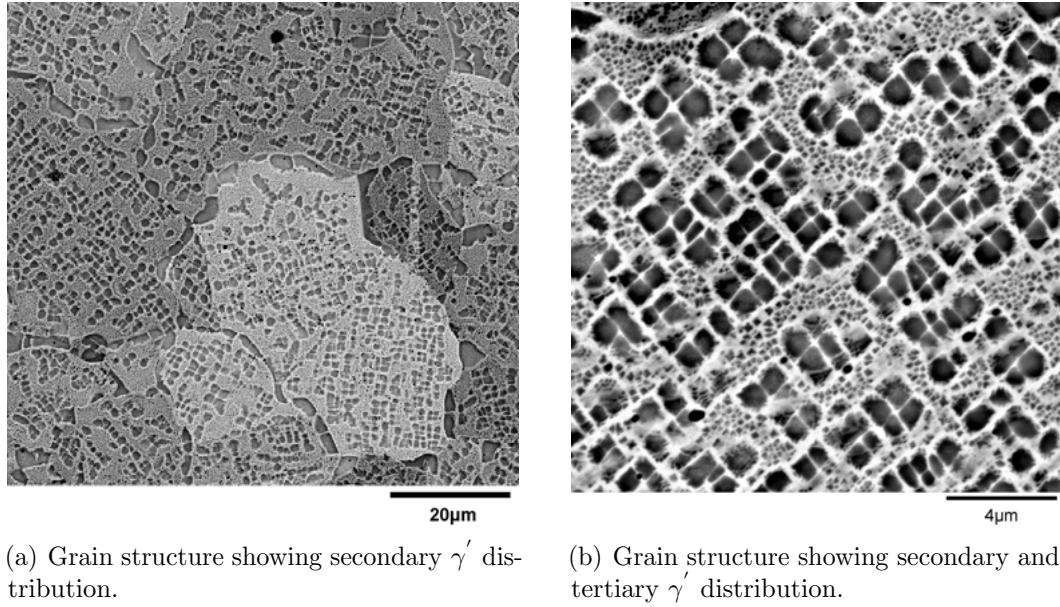 20µm
4µm
(a) Grain structure showing secondary γ′ dis-
tribution.
(b) Grain structure showing secondary and
tertiary γ′ distribution.